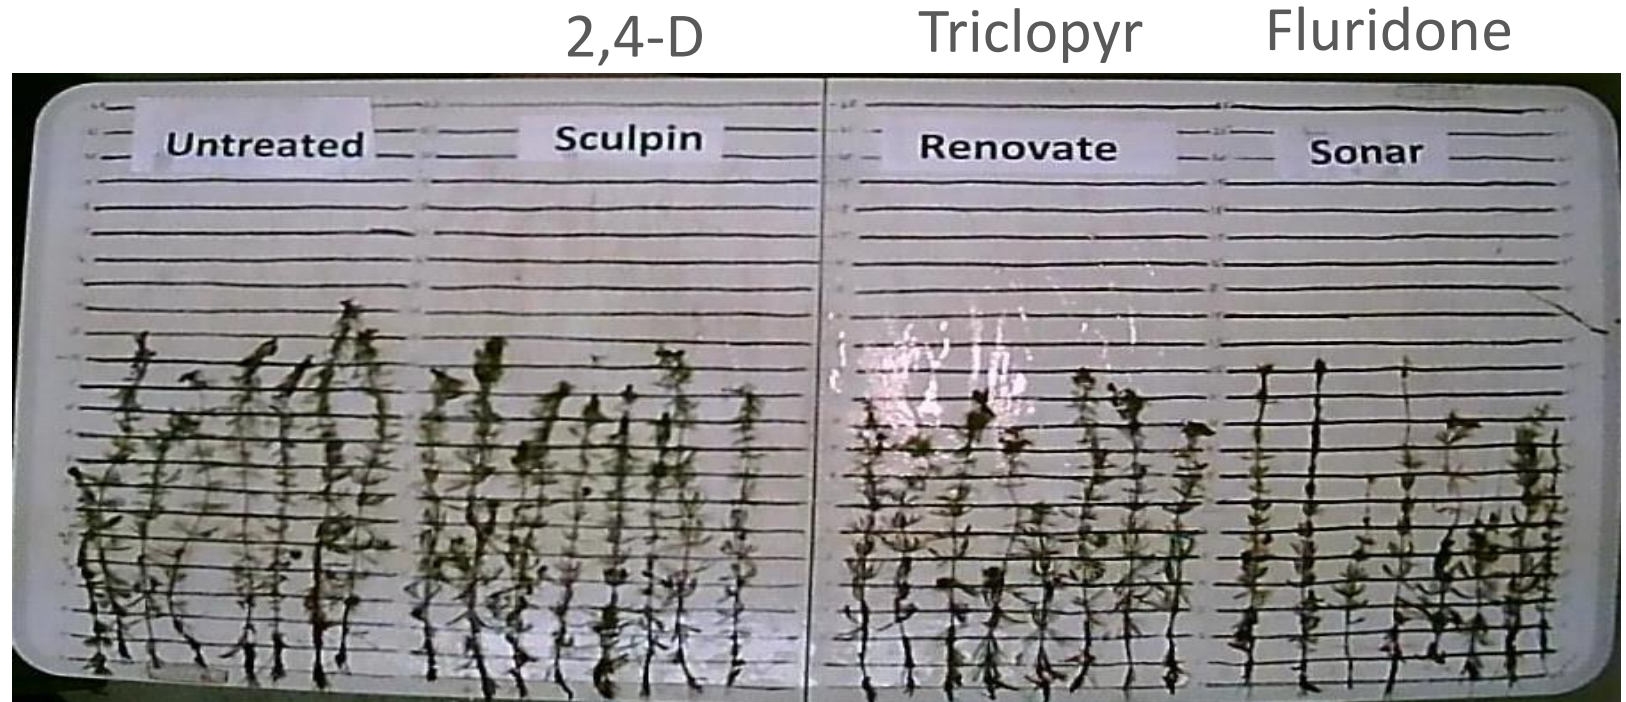 2,4-D Triclopyr Fluridone
Untreated Sculpin Renovate Sonar